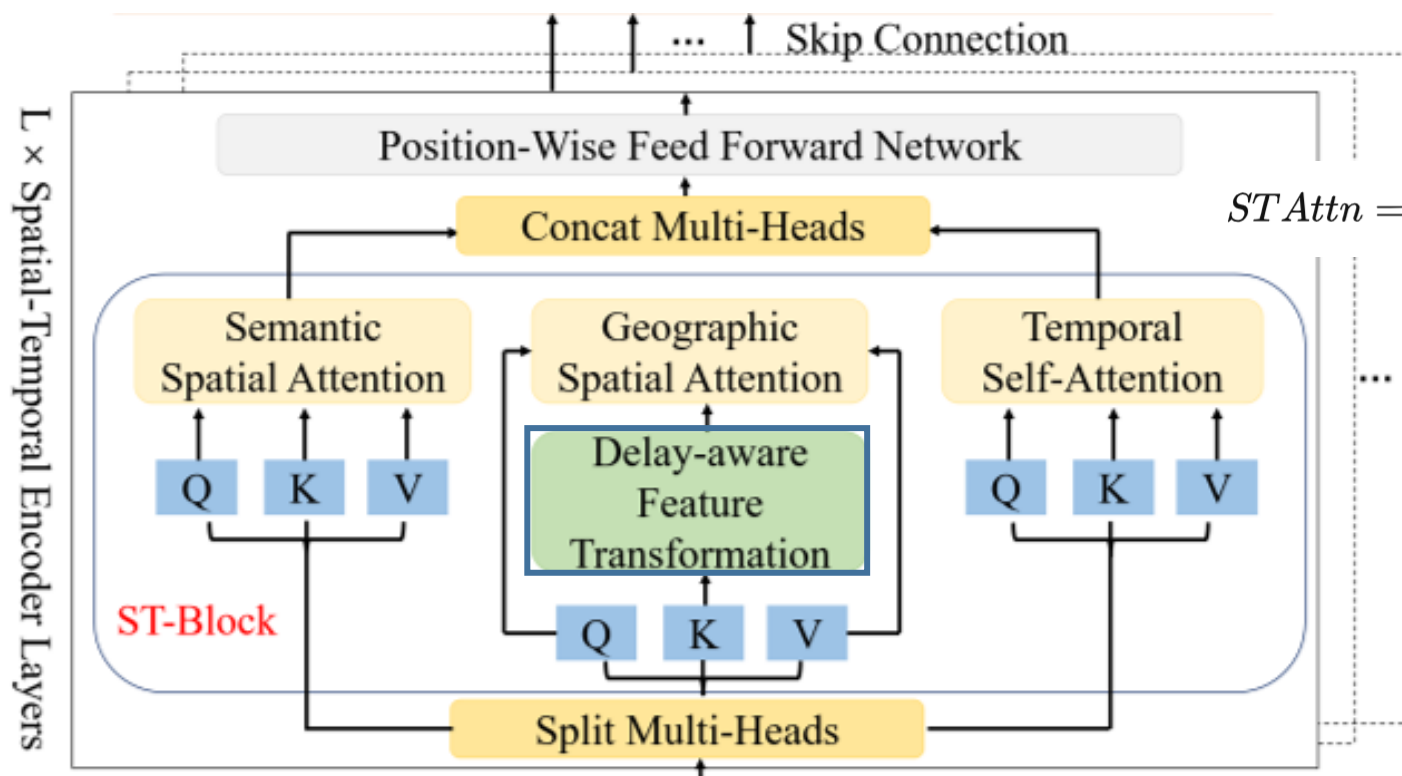 ... Skip Connection
L × Spatial-Temporal Encoder Layers
Position-Wise Feed Forward Network
STAttn =
Concat Multi-Heads
Semantic
Spatial Attention
Geographic
Spatial Attention
Temporal
Self-Attention
...
Q K V
Delay-aware
Feature
Transformation
Q K V
ST-Block
Q K V
Split Multi-Heads